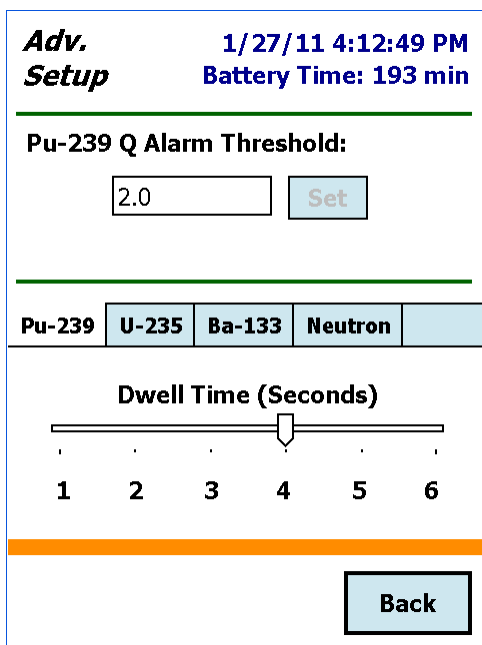 Adv. 1/27/11 4:12:49 PM
Setup Battery Time: 193 min
Pu-239 Q Alarm Threshold:
2.0 Set
Pu-239 U-235 Ba-133 Neutron
Dwell Time (Seconds)
1 2 3 4 5 6
Back